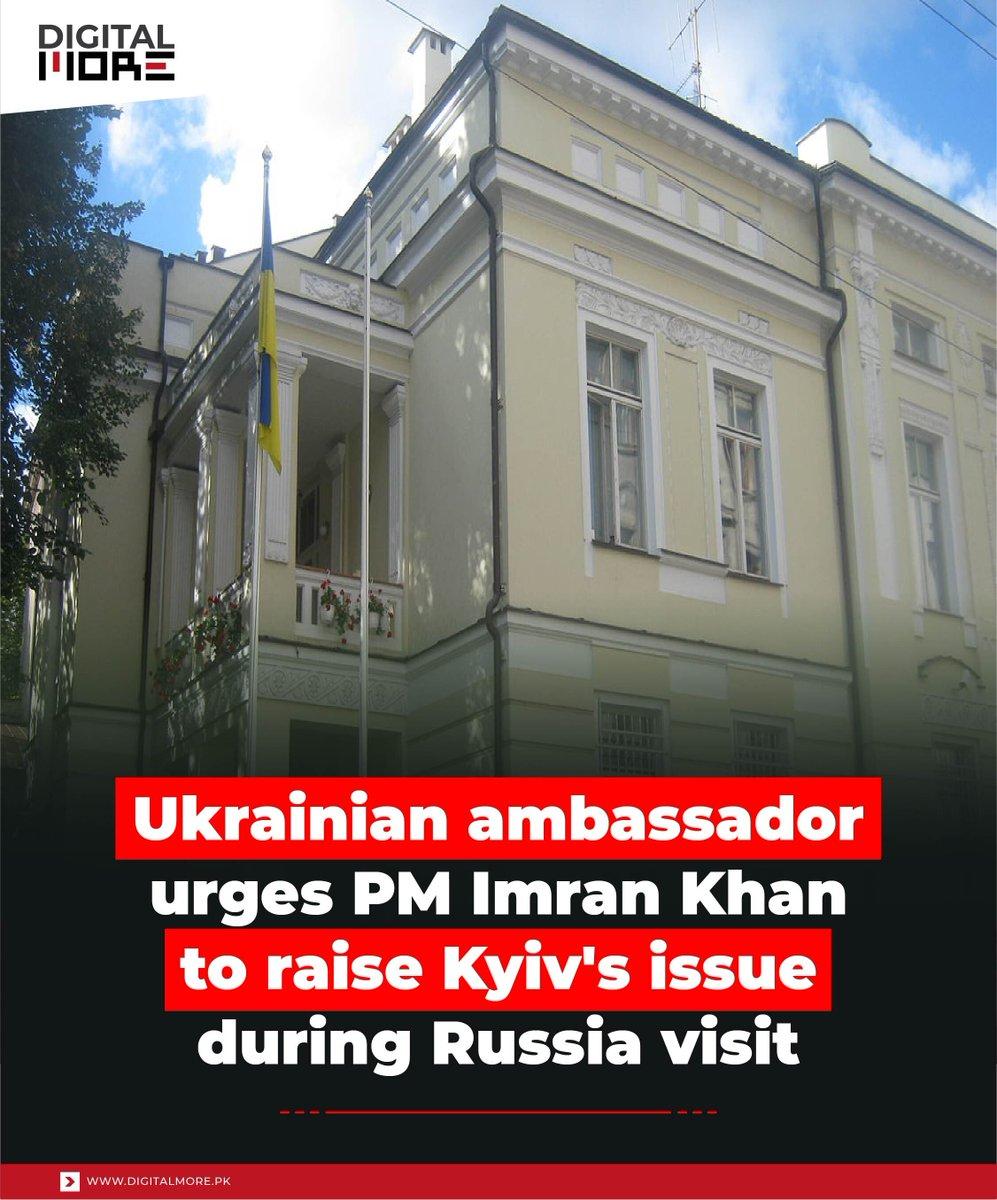 DIGITAL
MORE
Ukrainian ambassador
urges PM Imran Khan
to raise Kyiv's issue
during Russia visit
WWW.DIGITALMORE.PK